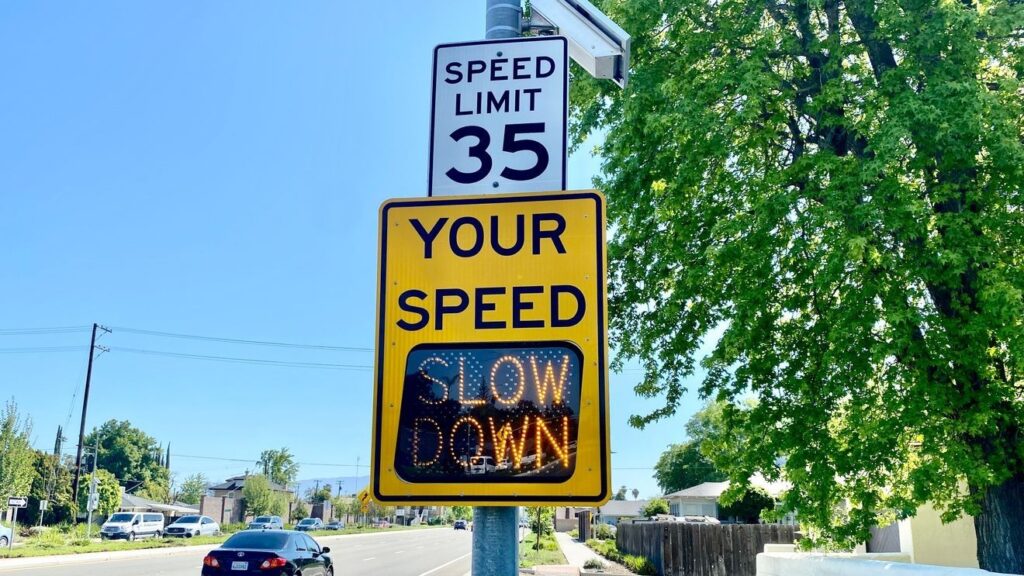 SPEED
LIMIT
35
YOUR
SPEED
SLOW
DOWN